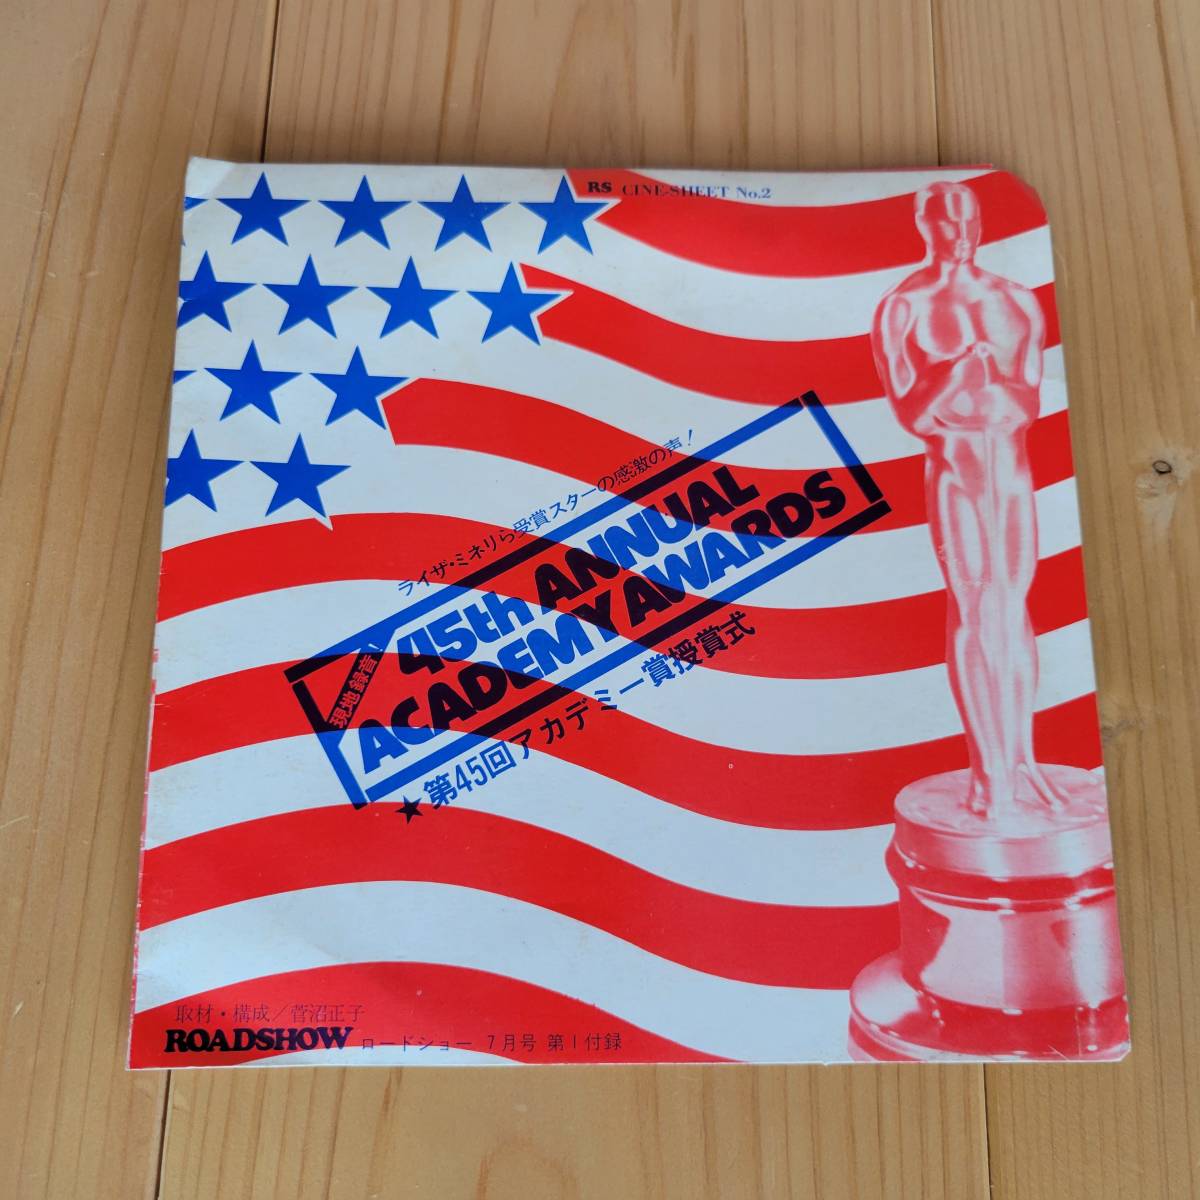 RS CINE-SHEET No.2
ライザ・ミネリら受賞スターの感激の声!
現地録音
45th ANNUAL
ACADEMY AWARDS
★第45回アカデミー賞授賞式
取材・構成/菅沼正子
ROADSHOW ロードショー 7月号 第1付録